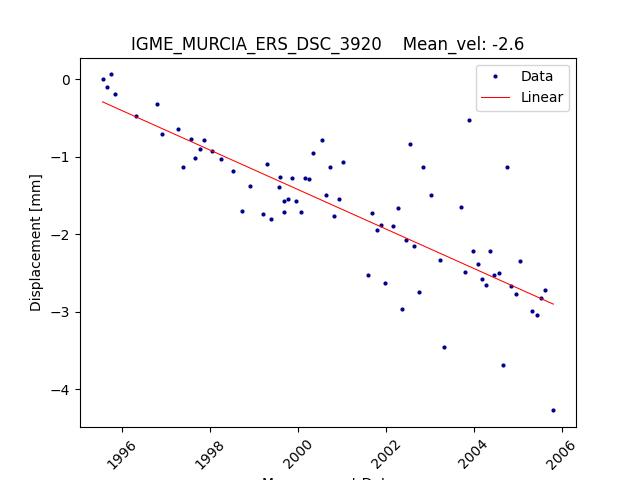 IGME_MURCIA_ERS_DSC_3920 Mean_vel: -2.6
Data
Linear
Displacement [mm]
0
−1
−2
−3
−4
1996
1998
2000
2002
2004
2006